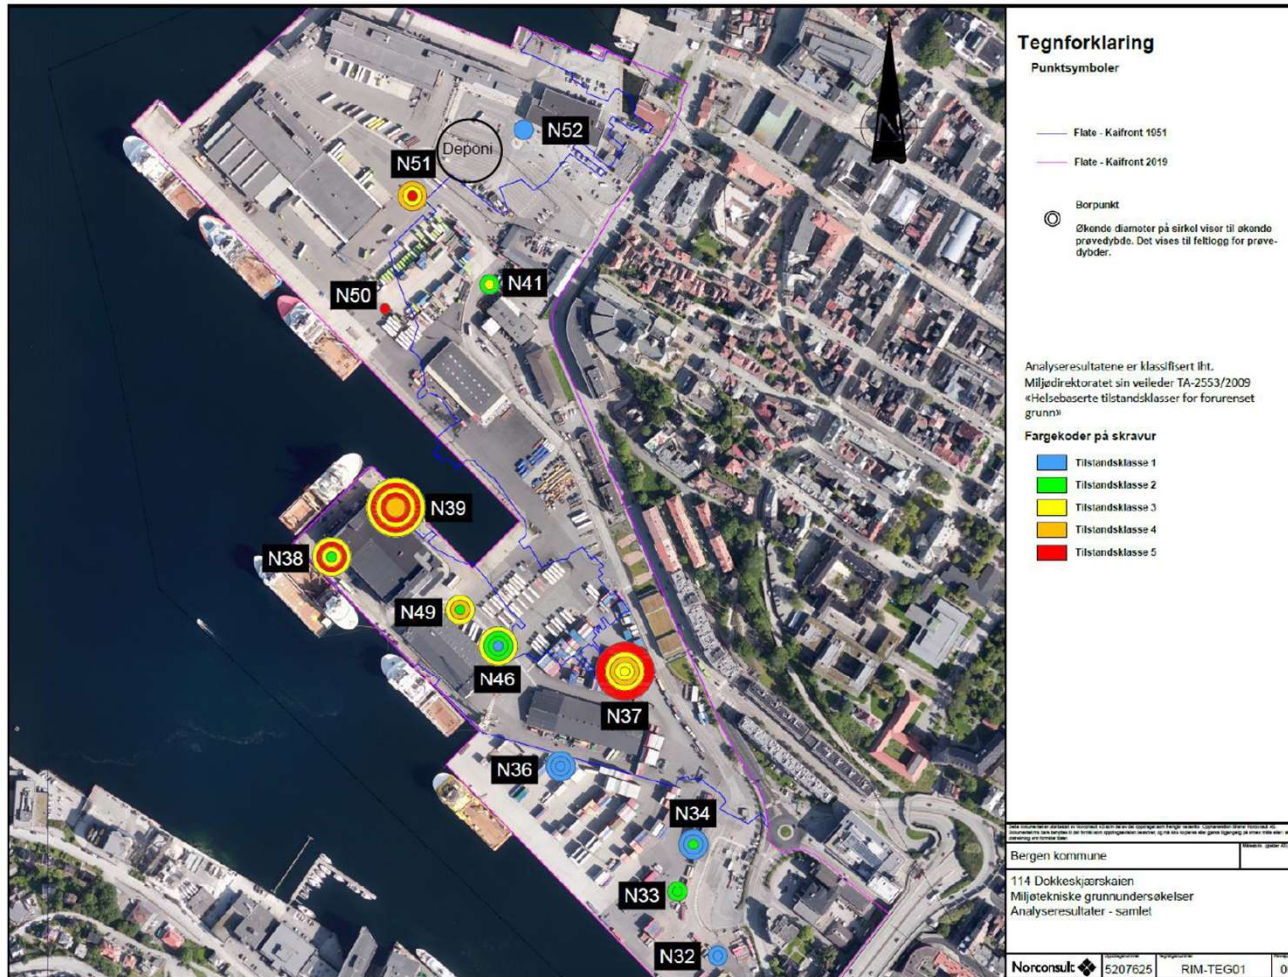 Tegnforklaring
Punktsymboler
Flate - Kaifront 1951
Flate - Kaifront 2019
Borpunkt
Økende diameter på sirkel viser til økende
prøvedybde. Det vises til feltlogg for prøve-
dybder.
Analyseresultatene er klassifisert iht.
Miljødirektoratet sin veileder TA-2553/2009
«Helsebaserte tilstandsklasser for forurenset
grunn»
Fargekoder på skravur
Tilstandsklasse 1
Tilstandsklasse 2
Tilstandsklasse 3
Tilstandsklasse 4
Tilstandsklasse 5
N52
Deponi
N51
N41
N50
N39
N38
N49
N46
N37
N36
N34
N33
N32
Bergen kommune
114 Dokkeskjærskaien
Miljøtekniske grunnundersøkelser
Analyseresultater - samlet
Norconsult
5207625
RIM-TEG01